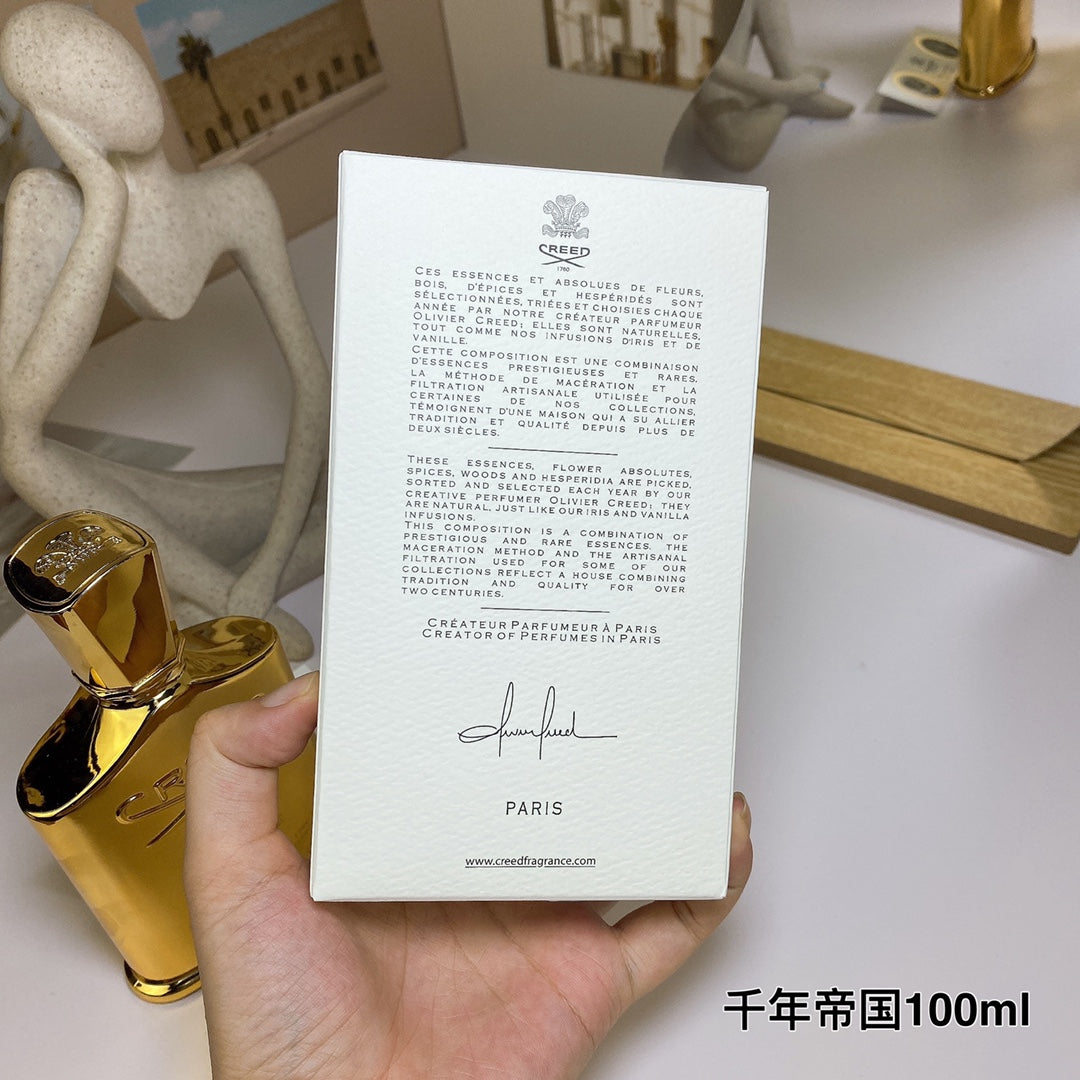 CREED
1760
CES ESSENCES ET ABSOLUES DE FLEURS,
BOIS, D'ÉPICES ET HESPÉRIDÉS SONT
SÉLECTIONNÉES, TRIÉES ET CHOISIES CHAQUE
ANNÉE PAR NOTRE CRÉATEUR PARFUMEUR
OLIVIER CREED; ELLES SONT NATURELLES,
TOUT COMME NOS INFUSIONS D'IRIS ET DE
VANILLE.
CETTE COMPOSITION EST UNE COMBINAISON
D'ESSENCES PRESTIGIEUSES ET RARES.
LA MÉTHODE DE MACÉRATION ET LA
FILTRATION ARTISANALE UTILISÉE POUR
CERTAINES DE NOS COLLECTIONS,
TÉMOIGNENT D'UNE MAISON QUI A SU ALLIER
TRADITION ET QUALITÉ DEPUIS PLUS DE
DEUX SIÈCLES.
THESE ESSENCES, FLOWER ABSOLUTES,
SPICES, WOODS AND HESPERIDIA ARE PICKED,
SORTED AND SELECTED EACH YEAR BY OUR
CREATIVE PERFUMER OLIVIER CREED; THEY
ARE NATURAL, JUST LIKE OUR IRIS AND VANILLA
INFUSIONS.
THIS COMPOSITION IS A COMBINATION OF
PRESTIGIOUS AND RARE ESSENCES. THE
MACERATION METHOD AND THE ARTISANAL
FILTRATION USED FOR SOME OF OUR
COLLECTIONS REFLECT A HOUSE COMBINING
TRADITION AND QUALITY FOR OVER
TWO CENTURIES.
CRÉATEUR PARFUMEUR À PARIS
CREATOR OF PERFUMES IN PARIS
PARIS
www.creedfragrance.com
千年帝国100ml